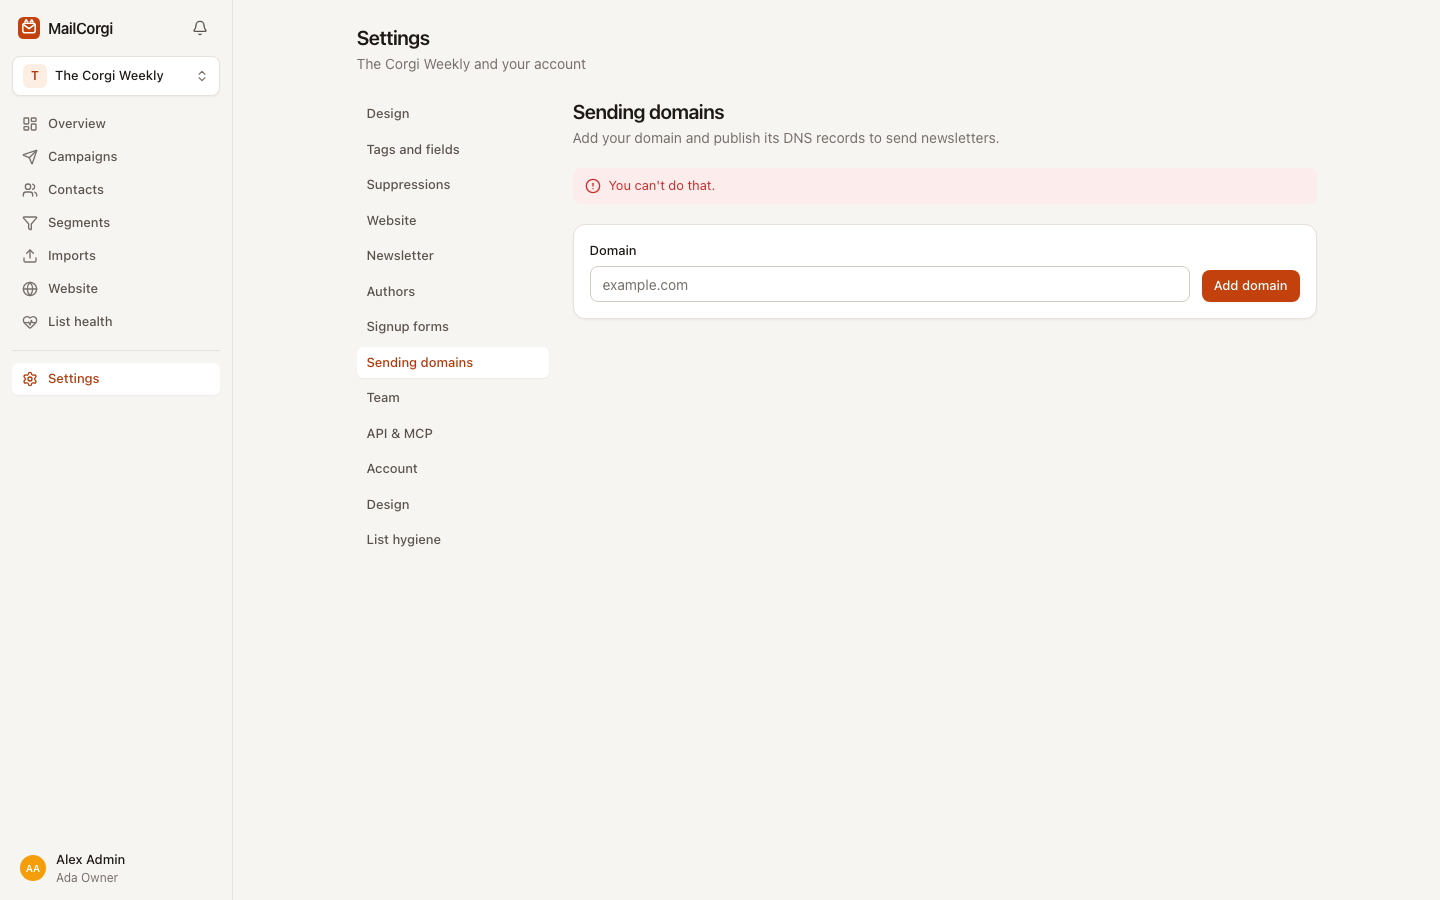 MailCorgi
T
The Corgi Weekly
Overview
Campaigns
Contacts
Segments
Imports
Website
List health
Settings
AA
Alex Admin
Ada Owner
Settings
The Corgi Weekly and your account
Design
Tags and fields
Suppressions
Website
Newsletter
Authors
Signup forms
Sending domains
Team
API & MCP
Account
Design
List hygiene
Sending domains
Add your domain and publish its DNS records to send newsletters.
You can't do that.
Domain
example.com
Add domain